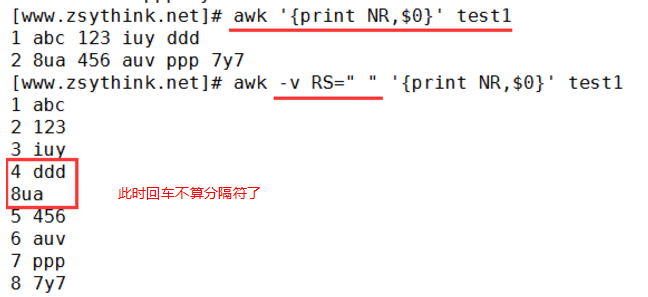 [www.zsythink.net]# awk '{print NR,$0}' test1
1 abc 123 iuy ddd
2 8ua 456 auv ppp 7y7
[www.zsythink.net]# awk -v RS=" " '{print NR,$0}' test1
1 abc
2 123
3 iuy
4 ddd
8ua 此时回车不算分隔符了
5 456
6 auv
7 ppp
8 7y7